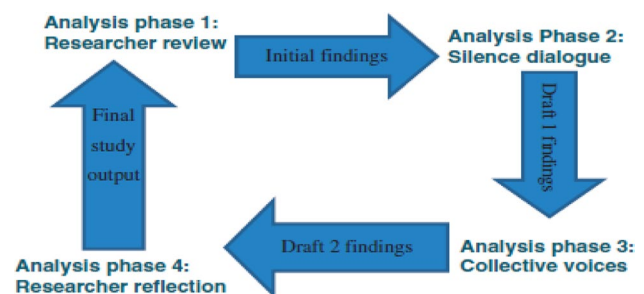 Analysis phase 1:
Researcher review
Initial findings
Analysis Phase 2:
Silence dialogue
Draft 1 findings
Analysis phase 3:
Collective voices
Draft 2 findings
Analysis phase 4:
Researcher reflection
Final
study
output